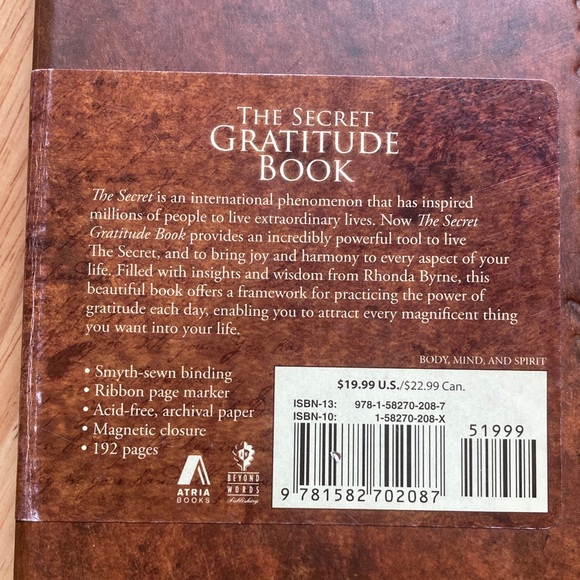 THE SECRET
GRATITUDE
BOOK
The Secret is an international phenomenon that has inspired
millions of people to live extraordinary lives. Now The Secret
Gratitude Book provides an incredibly powerful tool to live
The Secret, and to bring joy and harmony to every aspect of your
life. Filled with insights and wisdom from Rhonda Byrne, this
beautiful book offers a framework for practicing the power of
gratitude each day, enabling you to attract every magnificent thing
you want into your life.
BODY, MIND, AND SPIRIT
• Smyth-sewn binding
• Ribbon page marker
• Acid-free, archival paper
• Magnetic closure
• 192 pages
ATRIA
BOOKS
BEYOND
WORDS
Publishing
$19.99 U.S./$22.99 Can.
ISBN-13: 978-1-58270-208-7
ISBN-10: 1-58270-208-X
51999
9 781582 702087